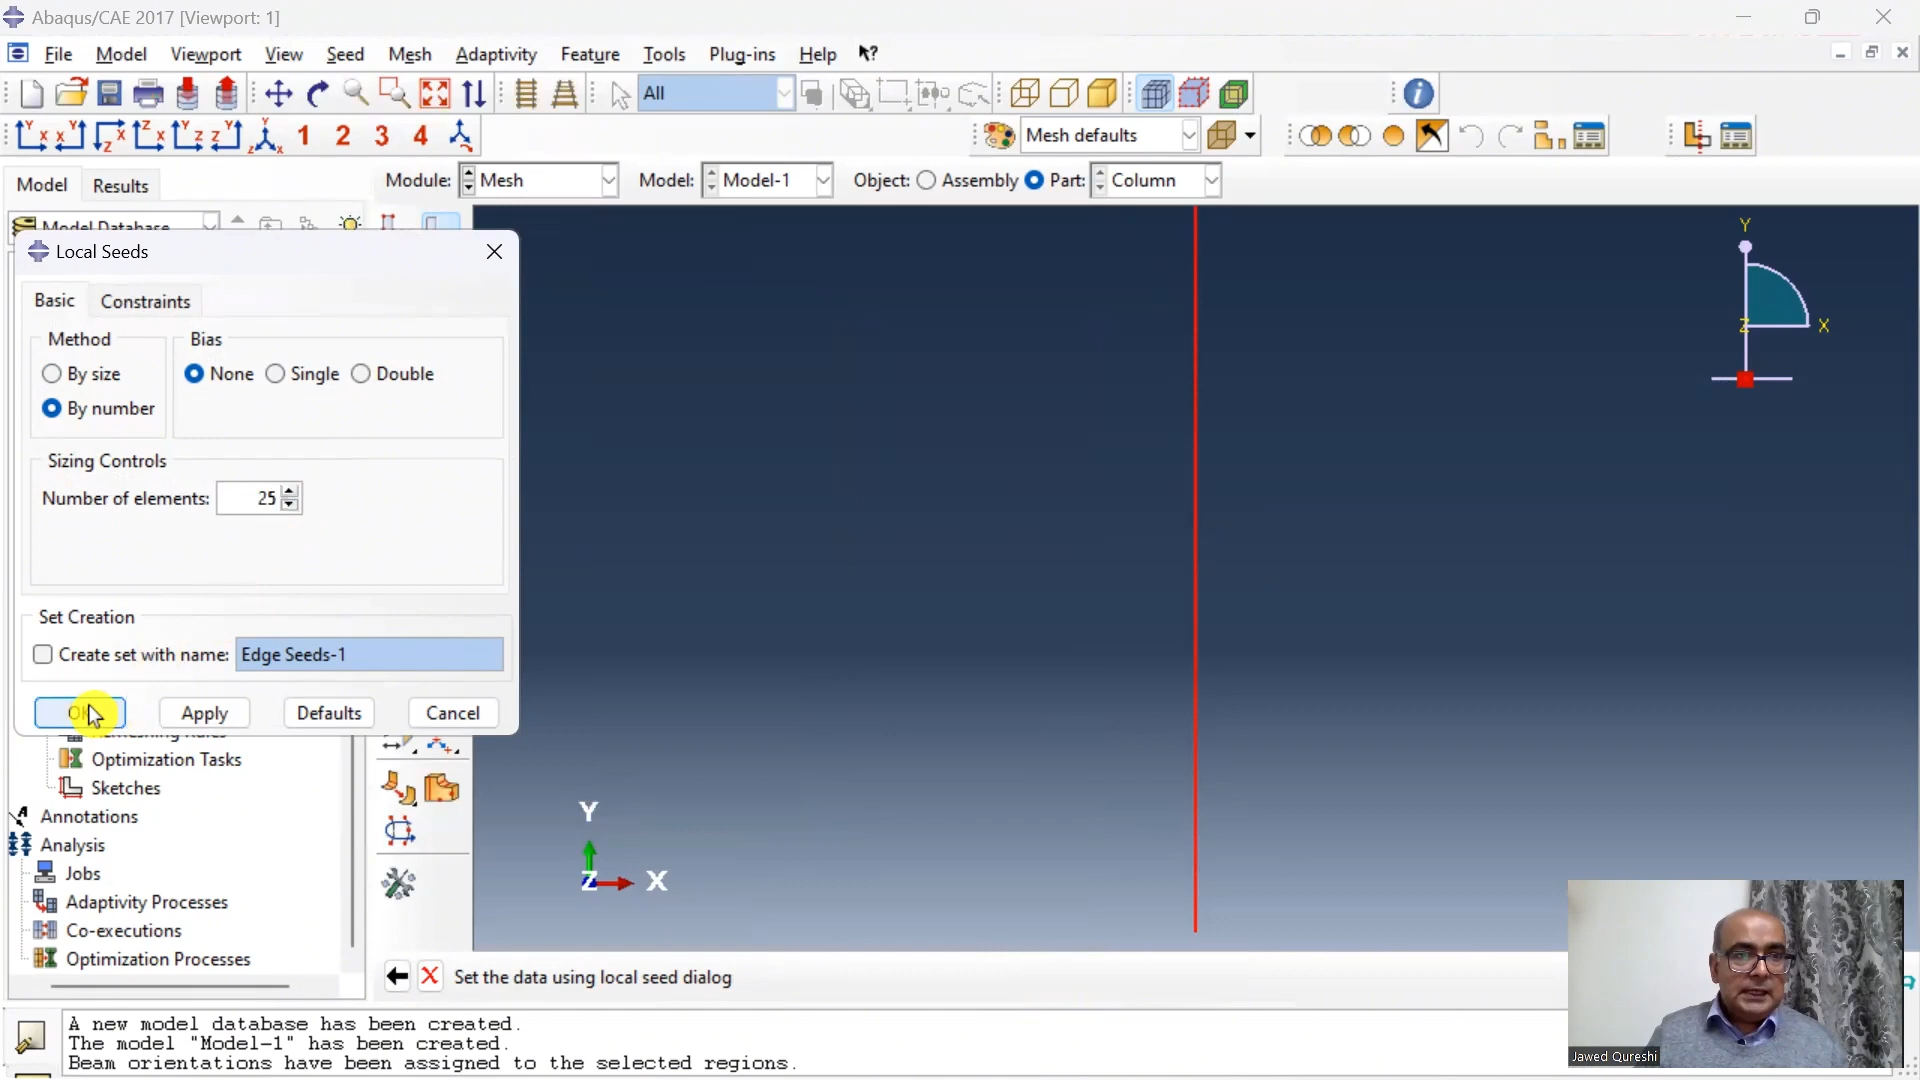 Abaqus/CAE 2017 [Viewport: 1]
File Model Viewport View Seed Mesh Adaptivity Feature Tools Plug-ins Help ?
All
Y X X Y Z X Z X Y Z Z Y Y Z X 1 2 3 4
Mesh defaults
Model Results
Module: Mesh Model: Model-1 Object: Assembly Part: Column
Model Database
Local Seeds
Basic Constraints
Method Bias
By size None Single Double
By number
Sizing Controls
Number of elements: 25
Set Creation
Create set with name: Edge Seeds-1
OK Apply Defaults Cancel
Remeshing Rules
Optimization Tasks
Sketches
Annotations
Analysis
Jobs
Adaptivity Processes
Co-executions
Optimization Processes
Y
Z X
Y
Z X
Set the data using local seed dialog
A new model database has been created.
The model "Model-1" has been created.
Beam orientations have been assigned to the selected regions.
Jawed Qureshi